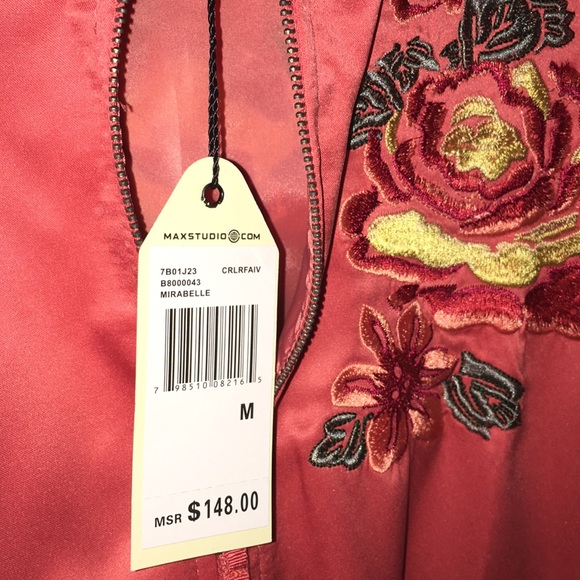 MAXSTUDIO.COM
7B01J23 CRLRFAIV
B8000043
MIRABELLE
7 98510 08216 5
M
MSR $148.00